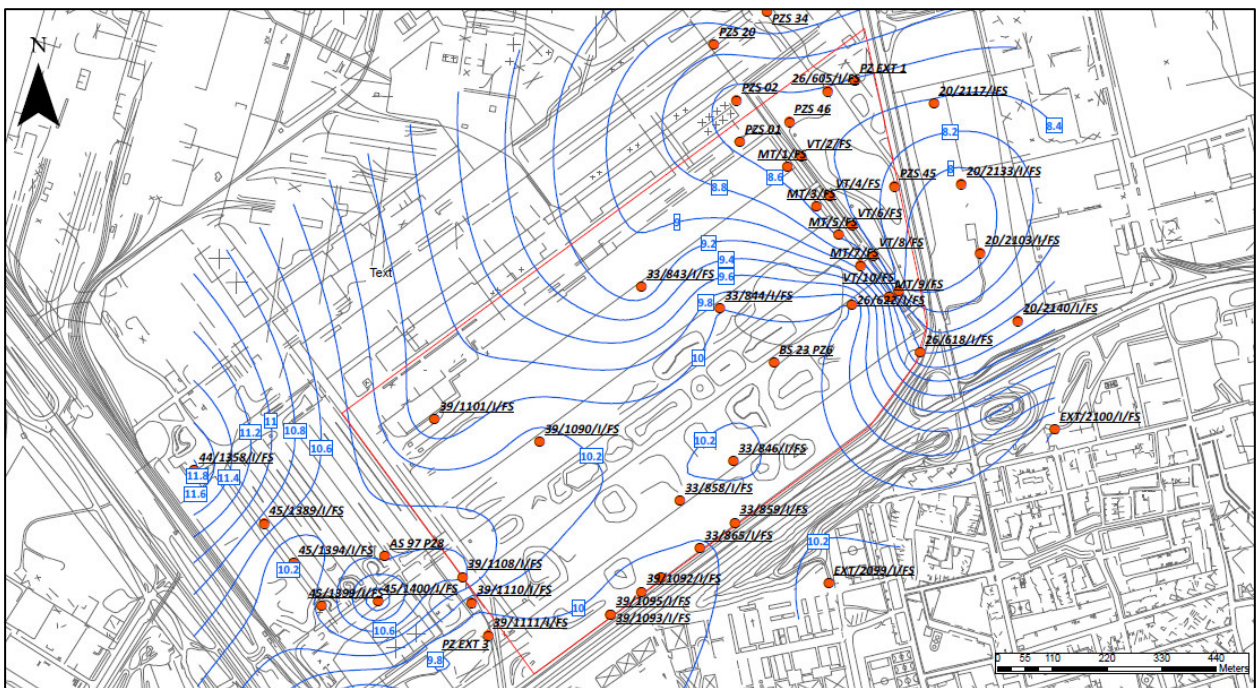 PZS 34
N
PZS 20
PZ EXT 1
26/605/I/FS
PZS 02
20/2117/IFS
8.4
PZS 46
8.2
PZS 01
VT/2/FS
MT/1/FS
8
8.6
20/2133/I/FS
8.8
PZS 45
VT/4/FS
MT/3/FS
VT/6/FS
9
MT/5/FS
9.2
20/2103/I/FS
VT/8/FS
9.4
MT/7/FS
Text
33/843/I/FS
9.6
VT/10/FS
MT/9/FS
9.8
33/844/I/FS
26/622/I/FS
20/2140/I/FS
10
26/618/I/FS
BS 23 PZ6
39/1101/I/FS
11
EXT/2100/I/FS
11.2
10.8
39/1090/I/FS
10.2
10.6
10.2
44/1358/I/FS
33/846/I/FS
11.8
11.4
11.6
33/858/I/FS
45/1389/I/FS
33/859/I/FS
33/865/I/FS
10.2
45/1394/I/FS
AS 97 PZ8
10.2
39/1108/I/FS
39/1092/I/FS
EXT/2099/I/FS
45/1399/I/FS
45/1400/I/FS
39/1110/I/FS
10
39/1095/I/FS
39/1093/I/FS
10.6
39/1111/I/FS
PZ EXT 3
9.8
0 55 110 220 330 440
Meters